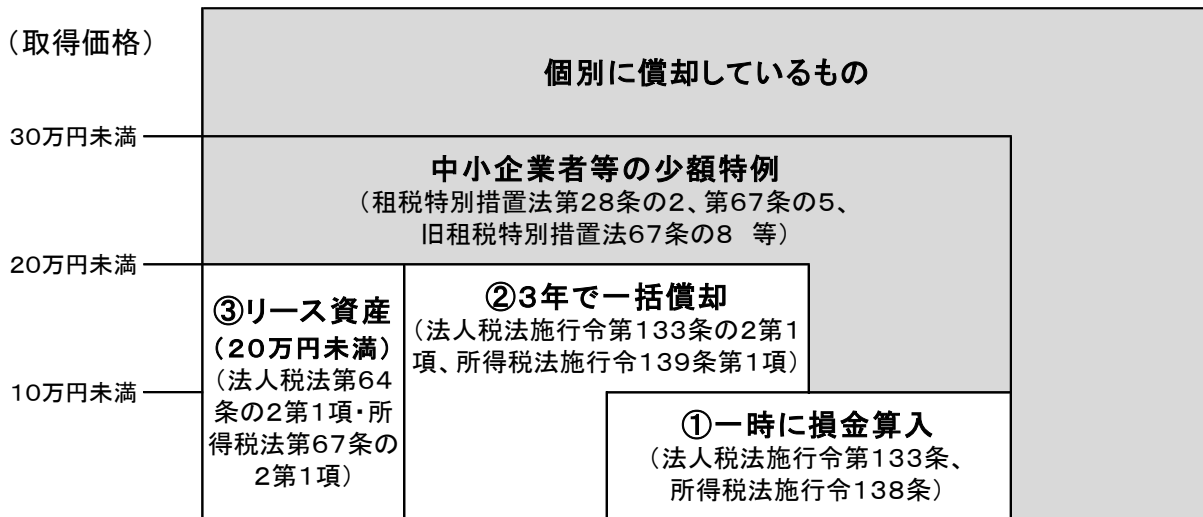 （取得価格）
個別に償却しているもの
30万円未満
中小企業者等の少額特例
（租税特別措置法第28条の2、第67条の5、
旧租税特別措置法67条の8　等）
20万円未満
③リース資産
（20万円未満）
（法人税法第64
条の2第1項・所
得税法第67条の
2第1項）
②3年で一括償却
（法人税法施行令第133条の2第1
項、所得税法施行令139条第1項）
10万円未満
①一時に損金算入
（法人税法施行令第133条、
所得税法施行令138条）